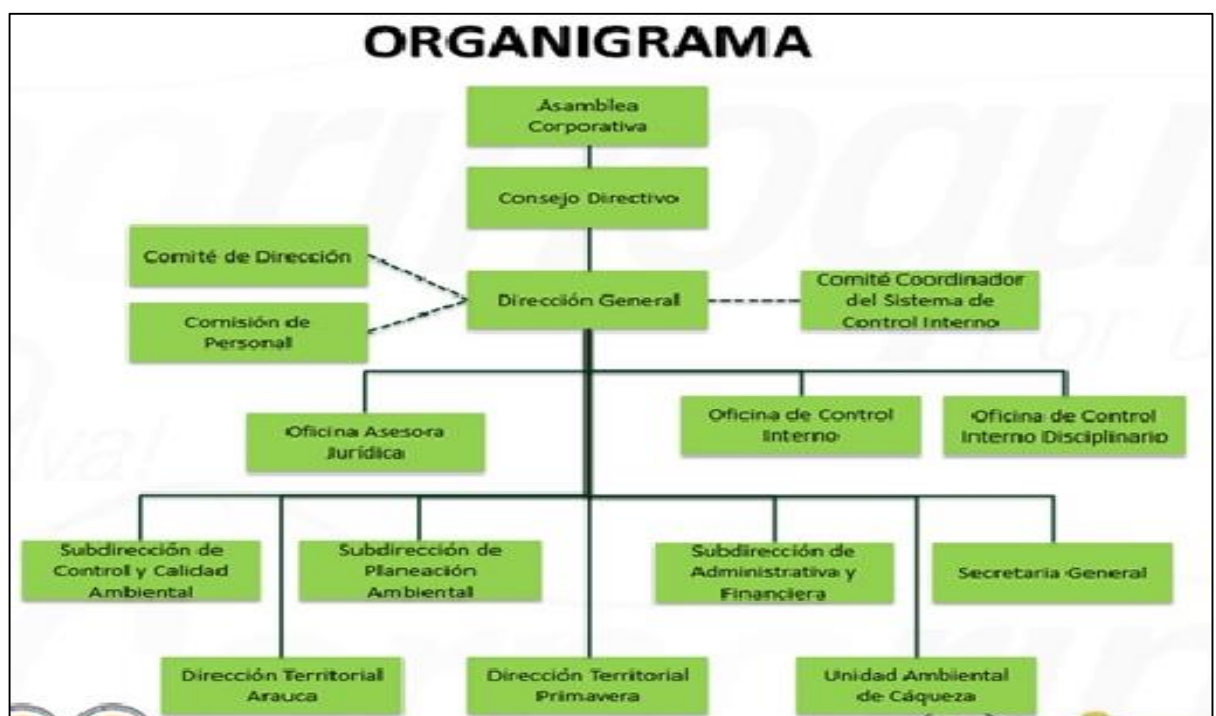 ORGANIGRAMA
Asamblea
Corporativa
Consejo Directivo
Comité de Dirección
Dirección General
Comité Coordinador
del Sistema de
Control Interno
Comisión de
Personal
Oficina Asesora
Jurídica
Oficina de Control
Interno
Oficina de Control
Interno Disciplinario
Subdirección de
Control y Calidad
Ambiental
Subdirección de
Planeación
Ambiental
Subdirección de
Administrativa y
Financiera
Secretaria General
Dirección Territorial
Arauca
Dirección Territorial
Primavera
Unidad Ambiental
de Cáqueza